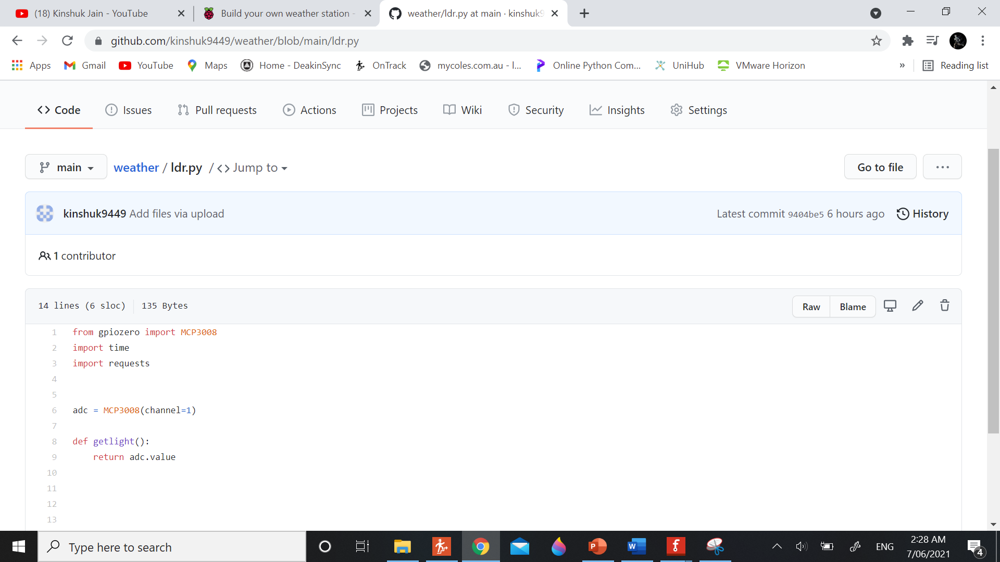 (18) Kinshuk Jain - YouTube
Build your own weather station -
weather/ldr.py at main · kinshuk9
github.com/kinshuk9449/weather/blob/main/ldr.py
Apps Gmail YouTube Maps Home - DeakinSync OnTrack mycoles.com.au - l... Online Python Com... UniHub VMware Horizon » Reading list
Code Issues Pull requests Actions Projects Wiki Security Insights Settings
main weather / ldr.py / <> Jump to Go to file ...
kinshuk9449 Add files via upload Latest commit 9404be5 6 hours ago History
1 contributor
14 lines (6 sloc) 135 Bytes Raw Blame
1 from gpiozero import MCP3008
2 import time
3 import requests
4
5
6 adc = MCP3008(channel=1)
7
8 def getlight():
9     return adc.value
10
11
12
13
Type here to search ENG 2:28 AM
7/06/2021 4